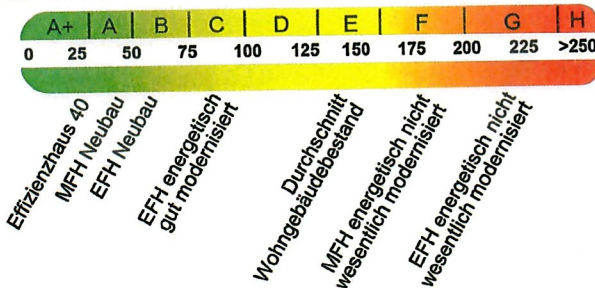 A+ A B C D E F G H
0 25 50 75 100 125 150 175 200 225 >250
Effizienzhaus 40
MFH Neubau
EFH Neubau
EFH energetisch
gut modernisiert
Durchschnitt
Wohngebäudebestand
MFH energetisch nicht
wesentlich modernisiert
EFH energetisch nicht
wesentlich modernisiert